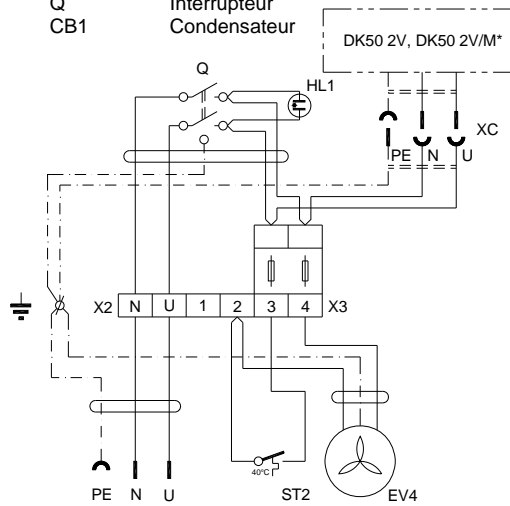 Q Interrupteur
CB1 Condensateur
DK50 2V, DK50 2V/M*
Q
HL1
XC
PE N U
X2 N U 1 2 3 4 X3
40°C
PE N U ST2 EV4